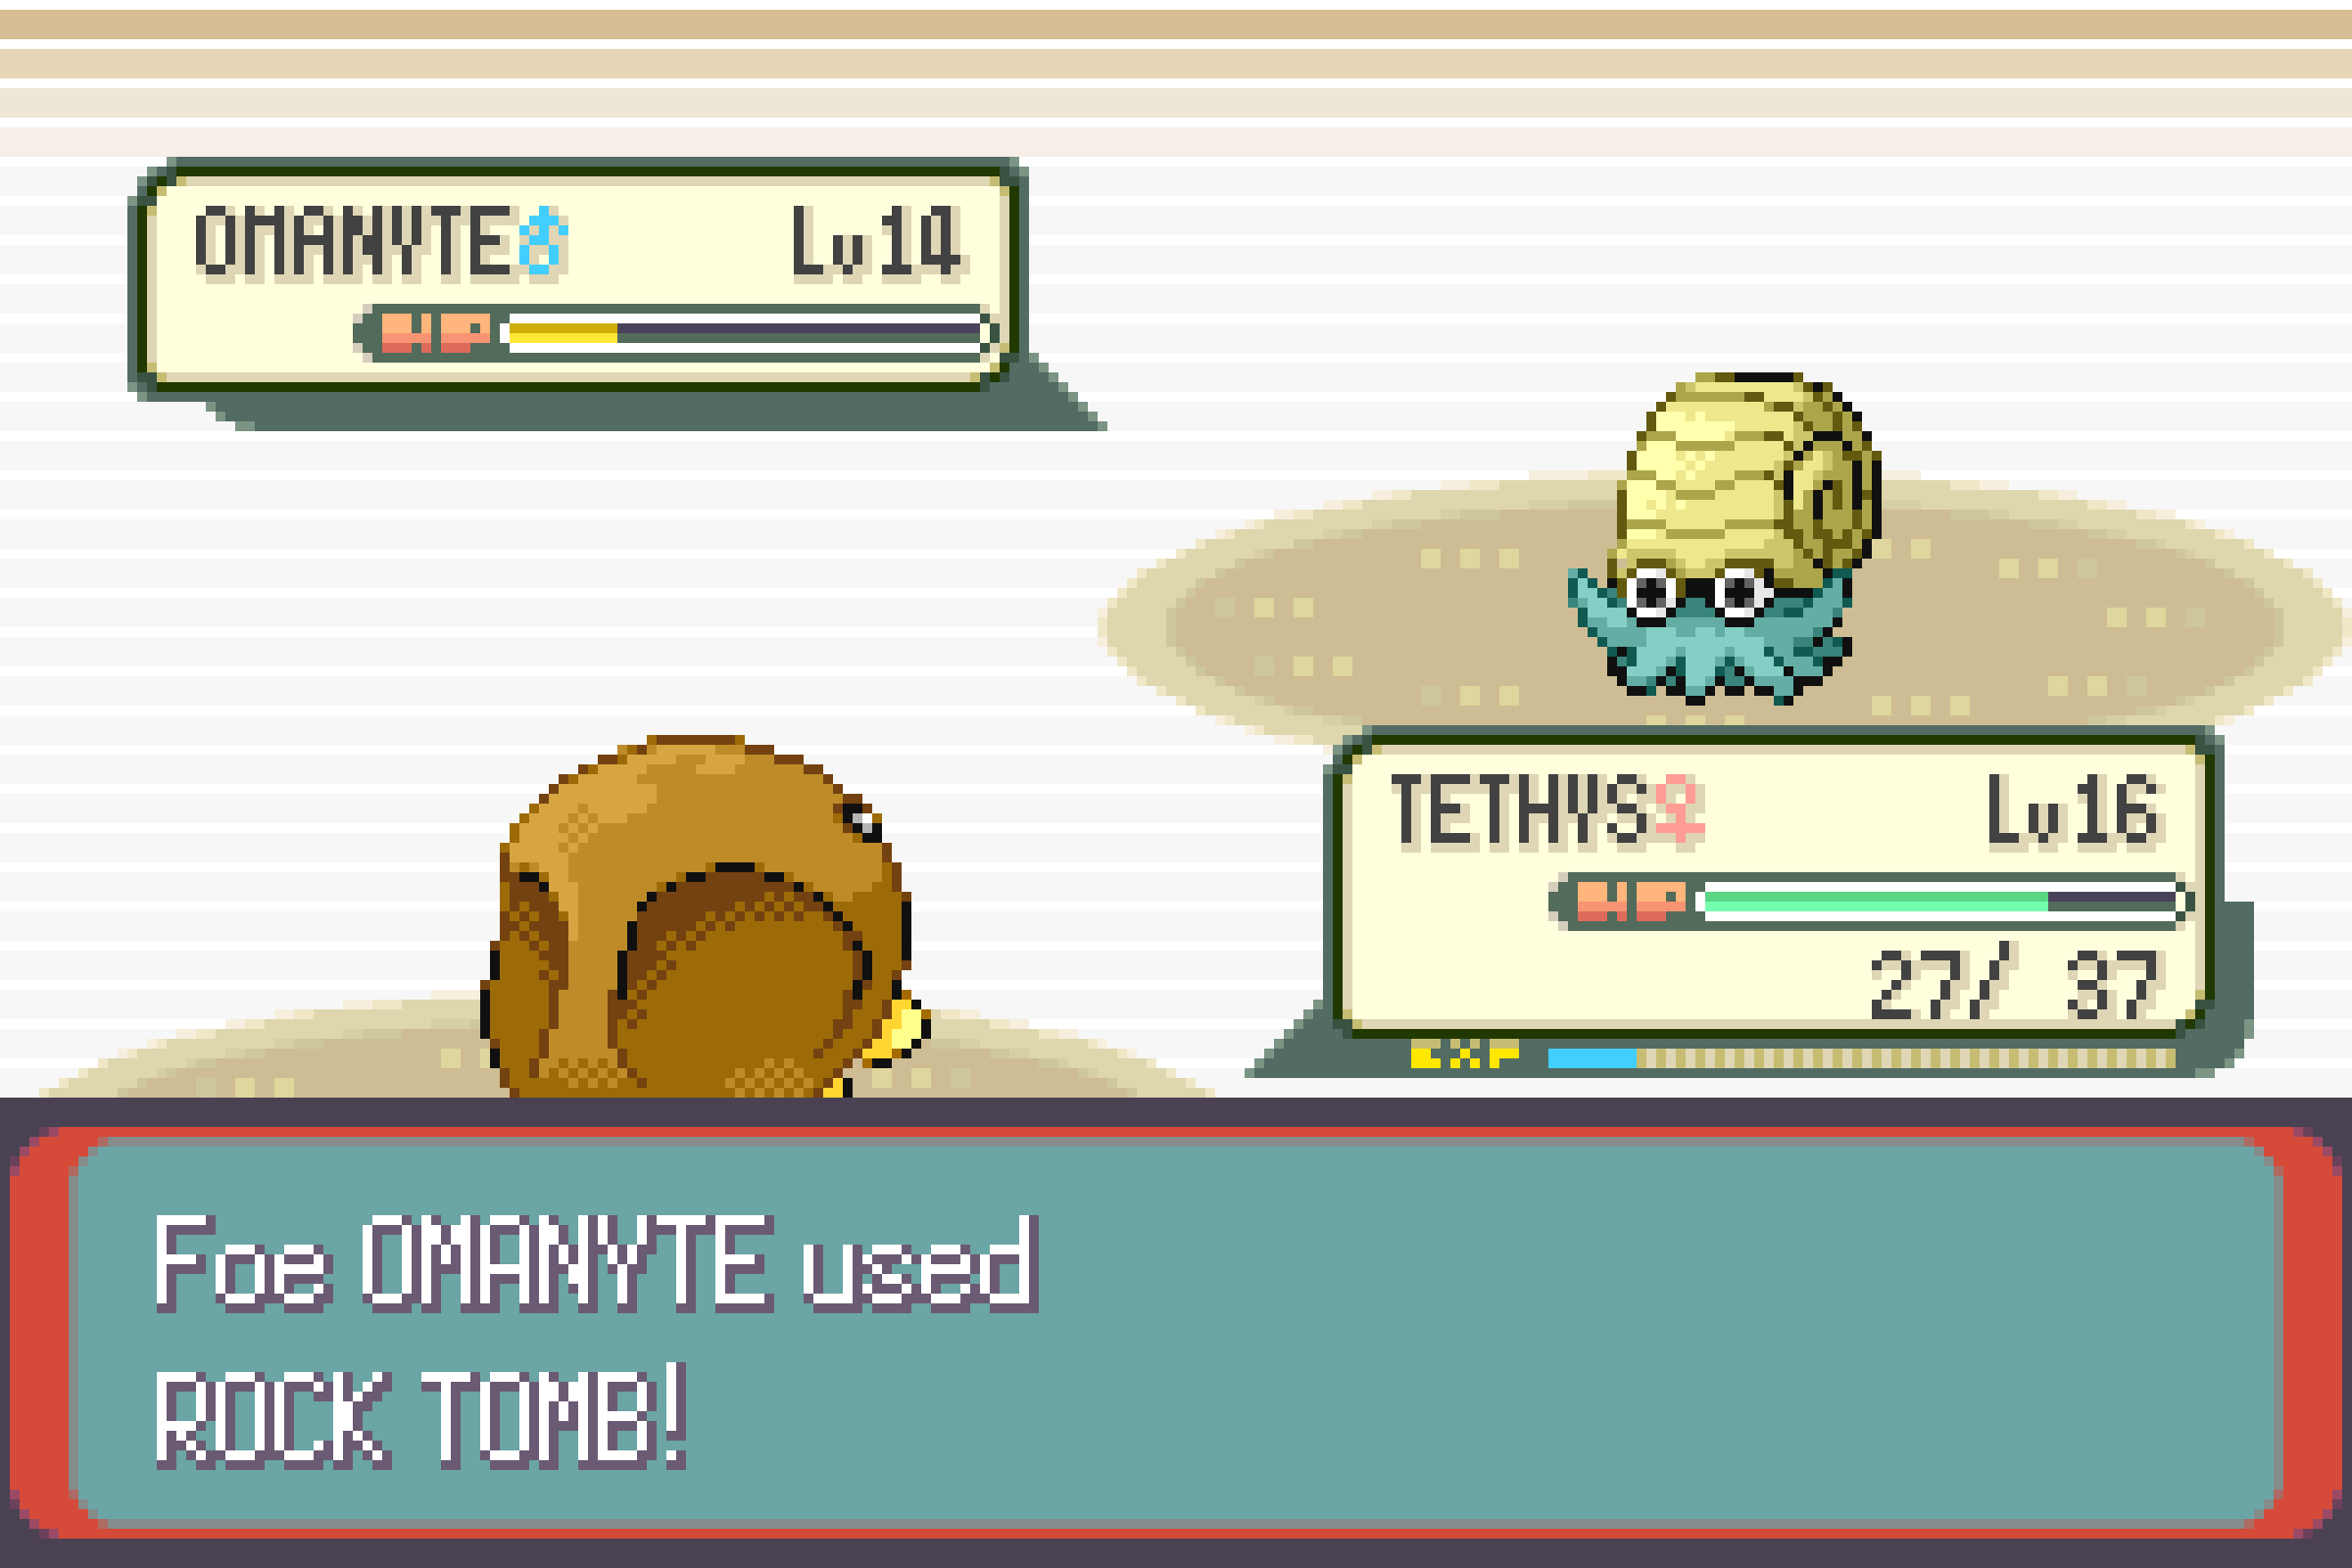 OMANYTE♂ Lv14
HP
TETHYS♀ Lv16
HP
27/ 37
EXP
Foe OMANYTE used
ROCK TOMB!